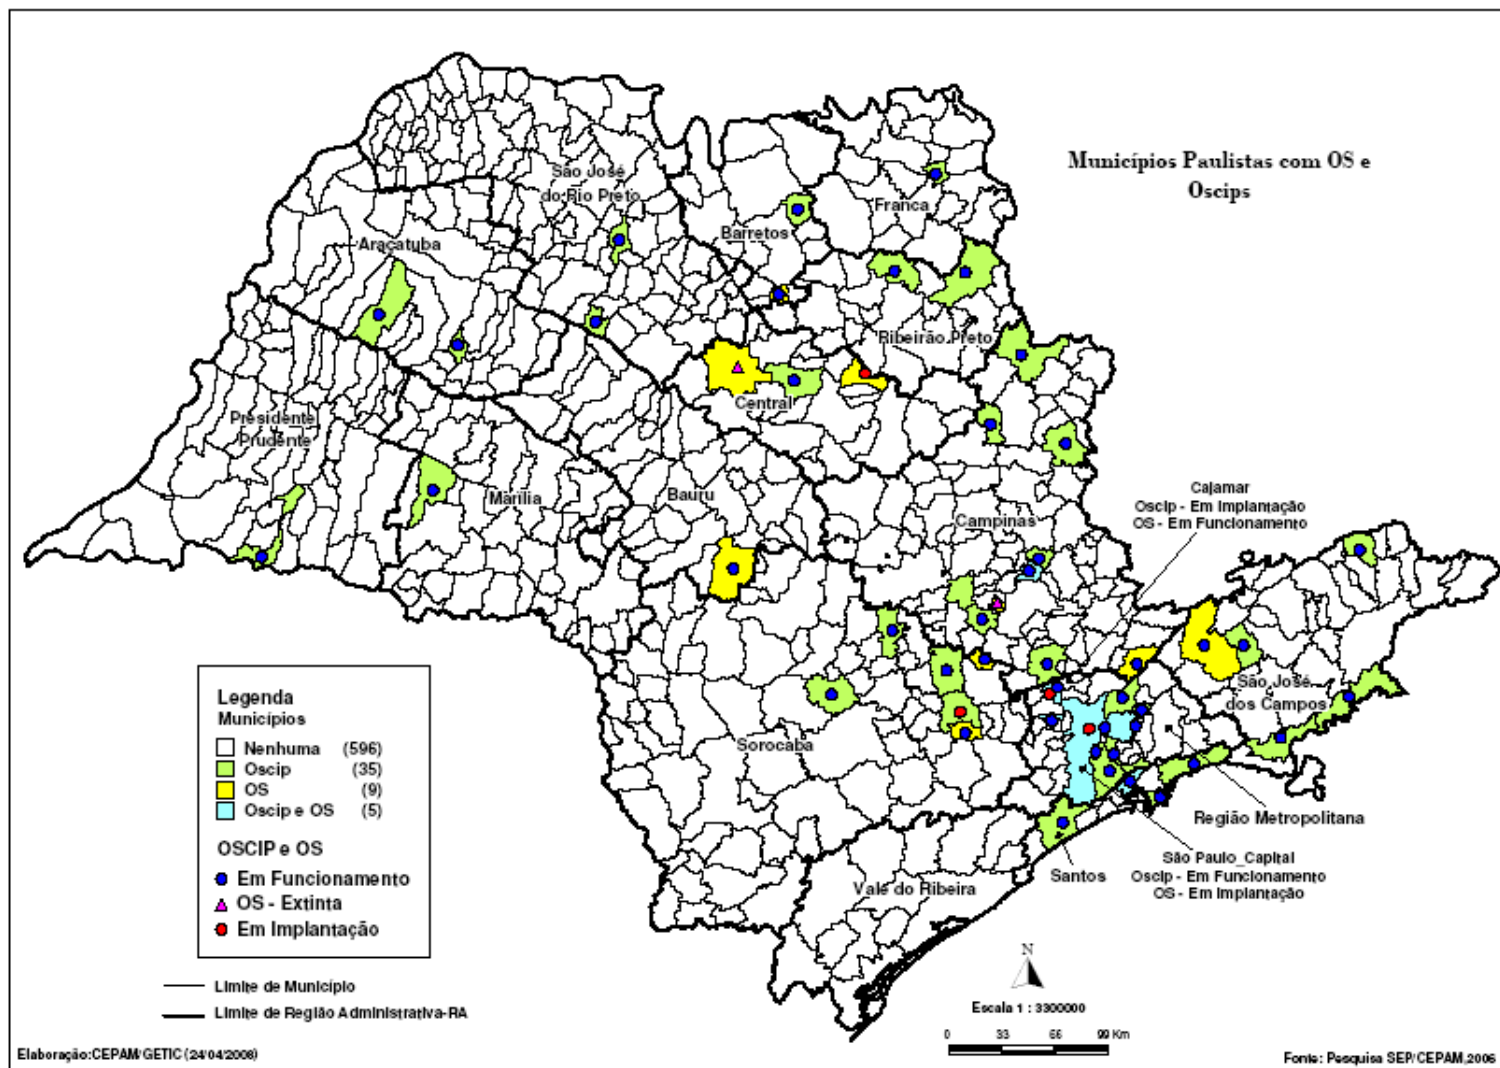 Municípios Paulistas com OS e
Oscips
São José
do Rio Preto
Franca
Barretos
Araçatuba
Ribeirão Preto
Central
Presidente
Prudente
Marília
Bauru
Cajamar
Oscip - Em Implantação
OS - Em Funcionamento
Campinas
São José
dos Campos
Sorocaba
Região Metropolitana
São Paulo_Capital
Oscip - Em Funcionamento
OS - Em Implantação
Santos
Vale do Ribeira
Legenda
Municípios
Nenhuma (596)
Oscip (35)
OS (9)
Oscip e OS (5)
OSCIP e OS
Em Funcionamento
OS - Extinta
Em Implantação
Limite de Município
Limite de Região Administrativa-RA
N
Escala 1 : 3300000
0 33 66 99 Km
Elaboração:CEPAM/GETIC (24/04/2008)
Fonte: Pesquisa SEP/CEPAM,2006